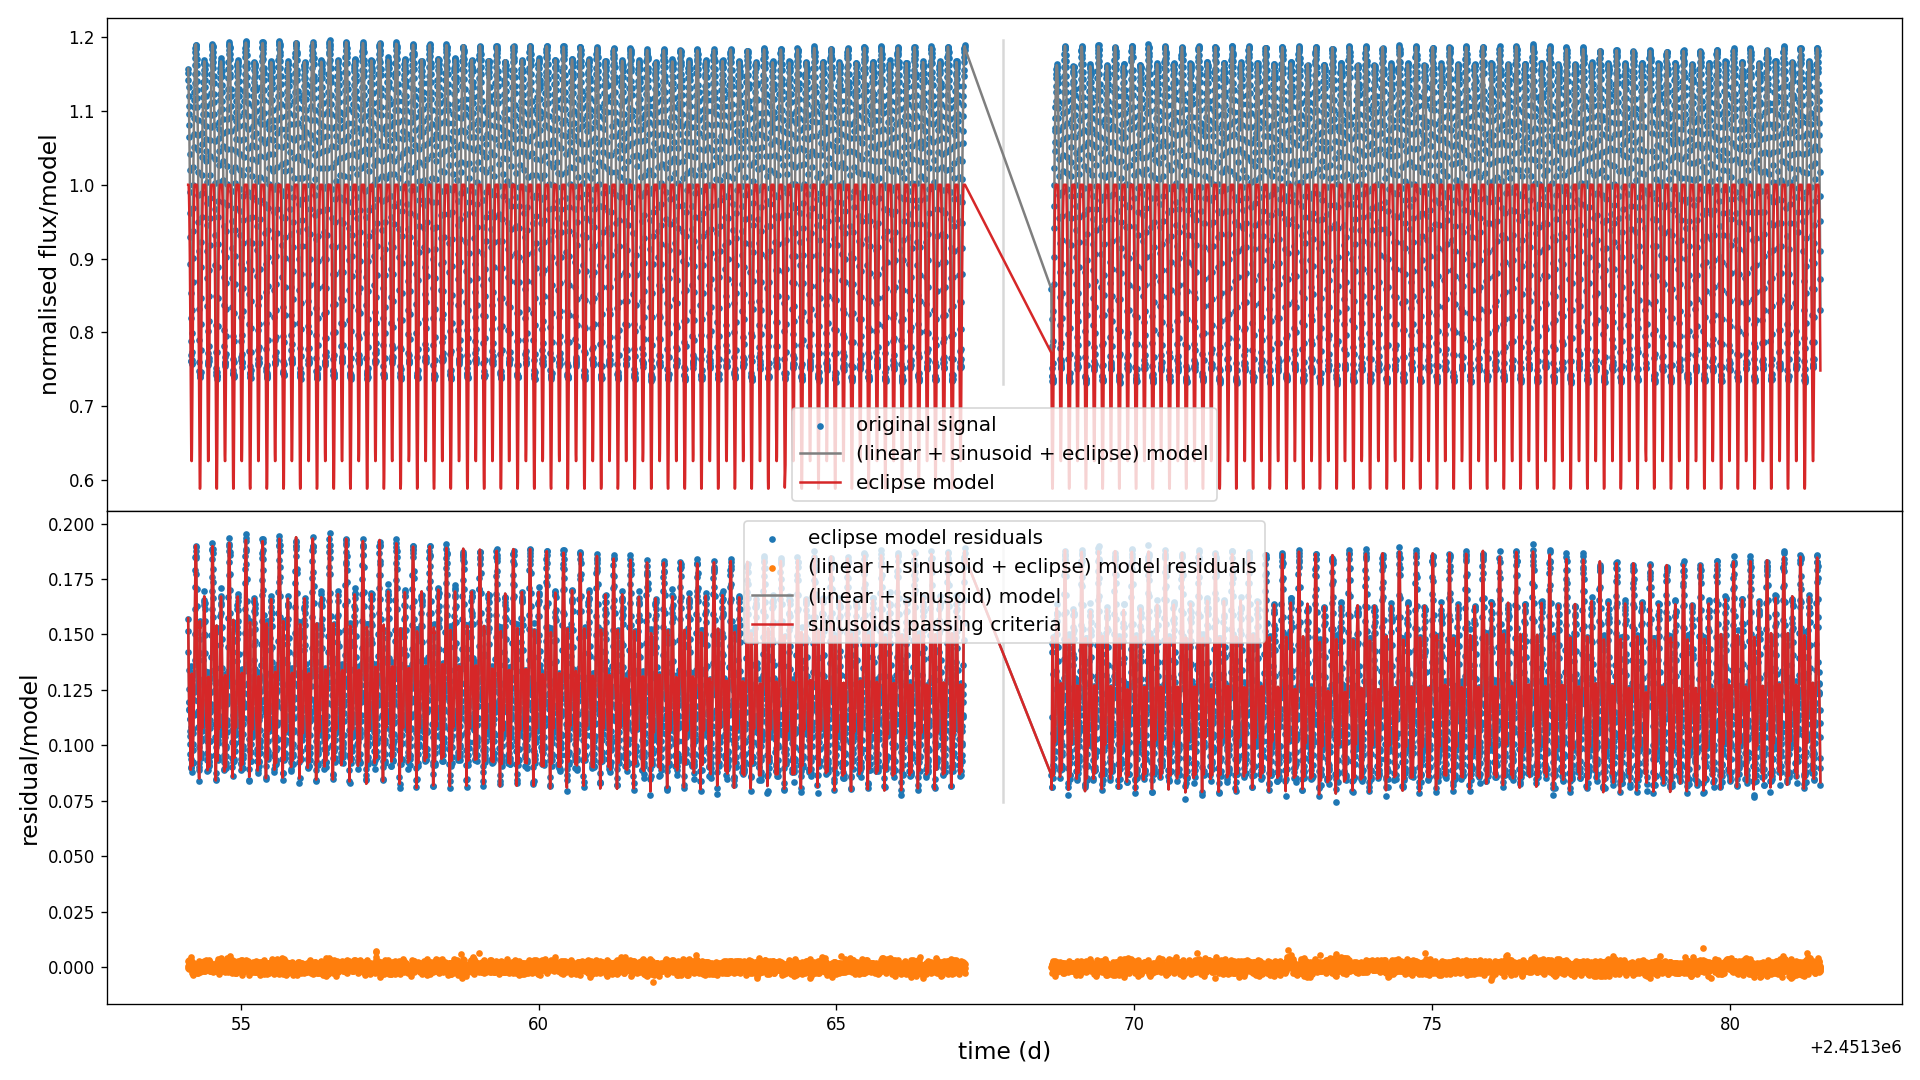 1.2
1.1
1.0
0.9
0.8
0.7
0.6
normalised flux/model
original signal
(linear + sinusoid + eclipse) model
eclipse model
0.200
0.175
0.150
0.125
0.100
0.075
0.050
0.025
0.000
residual/model
eclipse model residuals
(linear + sinusoid + eclipse) model residuals
(linear + sinusoid) model
sinusoids passing criteria
55
60
65
70
75
80
time (d)
+2.4513e6